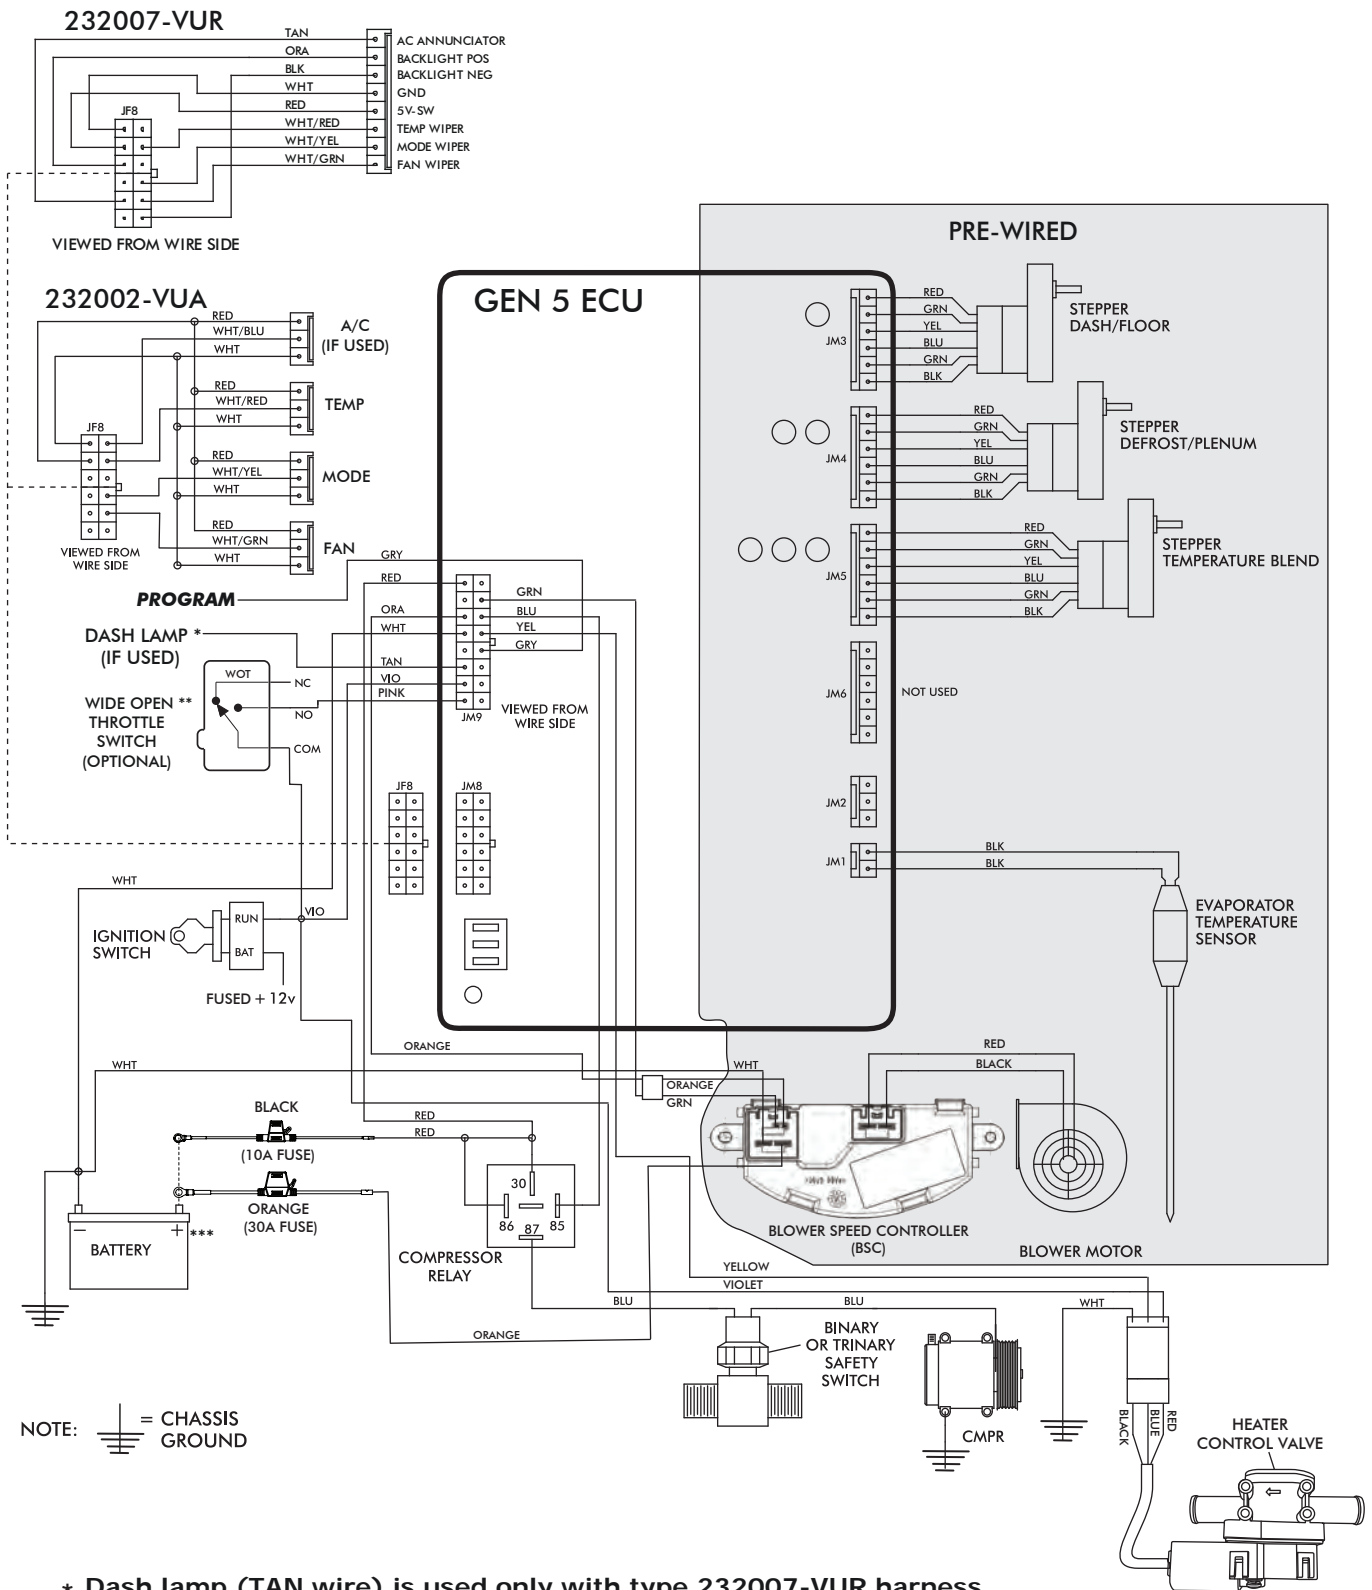 232007-VUR
TAN
AC ANNUNCIATOR
ORA
BACKLIGHT POS
BLK
BACKLIGHT NEG
WHT
GND
RED
5V-SW
WHT/RED
TEMP WIPER
WHT/YEL
MODE WIPER
WHT/GRN
FAN WIPER
JF8
VIEWED FROM WIRE SIDE
232002-VUA
RED
WHT/BLU
WHT
A/C
(IF USED)
RED
WHT/RED
WHT
TEMP
JF8
RED
WHT/YEL
WHT
MODE
RED
WHT/GRN
WHT
FAN
VIEWED FROM
WIRE SIDE
PROGRAM
DASH LAMP *
(IF USED)
WOT
NC
NO
COM
WIDE OPEN **
THROTTLE
SWITCH
(OPTIONAL)
GEN 5 ECU
GRY
RED
ORA
WHT
TAN
VIO
PINK
GRN
BLU
YEL
GRY
JM9
VIEWED FROM
WIRE SIDE
JF8
JM8
PRE-WIRED
JM3
RED
GRN
YEL
BLU
GRN
BLK
STEPPER
DASH/FLOOR
JM4
RED
GRN
YEL
BLU
GRN
BLK
STEPPER
DEFROST/PLENUM
JM5
RED
GRN
YEL
BLU
GRN
BLK
STEPPER
TEMPERATURE BLEND
JM6
NOT USED
JM2
JM1
BLK
BLK
EVAPORATOR
TEMPERATURE
SENSOR
WHT
VIO
RUN
BAT
IGNITION
SWITCH
FUSED + 12v
ORANGE
WHT
WHT
ORANGE
GRN
RED
BLACK
BLACK
(10A FUSE)
RED
RED
ORANGE
(30A FUSE)
30
86
87
85
COMPRESSOR
RELAY
−
+
***
BATTERY
BLOWER SPEED CONTROLLER
(BSC)
BLOWER MOTOR
YELLOW
VIOLET
BLU
BLU
WHT
ORANGE
BINARY
OR TRINARY
SAFETY
SWITCH
CMPR
BLACK
BLUE
RED
HEATER
CONTROL VALVE
NOTE:
= CHASSIS
GROUND
* Dash lamp (TAN wire) is used only with type 232007-VUR harness